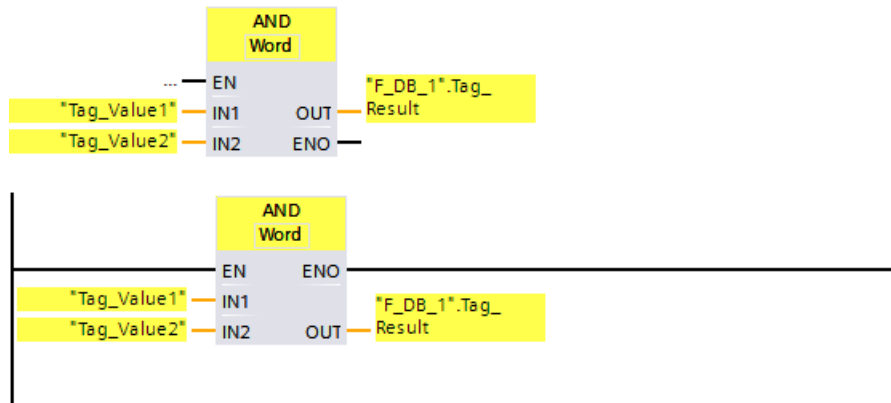 AND
Word
... EN
"Tag_Value1" IN1 OUT "F_DB_1".Tag_
Result
"Tag_Value2" IN2 ENO
AND
Word
EN ENO
"Tag_Value1" IN1
"Tag_Value2" IN2 OUT "F_DB_1".Tag_
Result